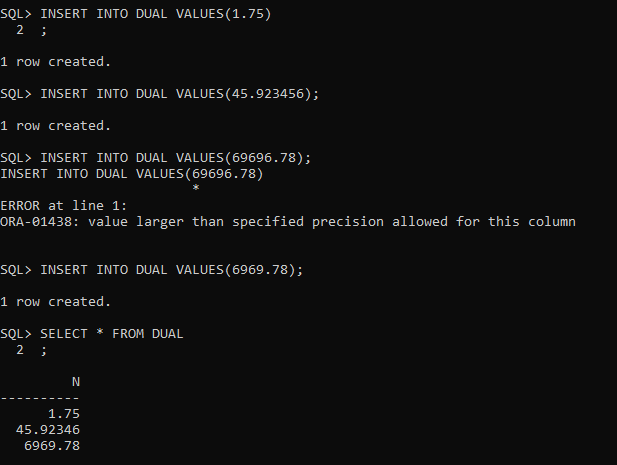 SQL> INSERT INTO DUAL VALUES(1.75)
  2  ;
1 row created.
SQL> INSERT INTO DUAL VALUES(45.923456);
1 row created.
SQL> INSERT INTO DUAL VALUES(69696.78);
INSERT INTO DUAL VALUES(69696.78)
                        *
ERROR at line 1:
ORA-01438: value larger than specified precision allowed for this column
SQL> INSERT INTO DUAL VALUES(6969.78);
1 row created.
SQL> SELECT * FROM DUAL
  2  ;
         N
----------
      1.75
  45.92346
   6969.78